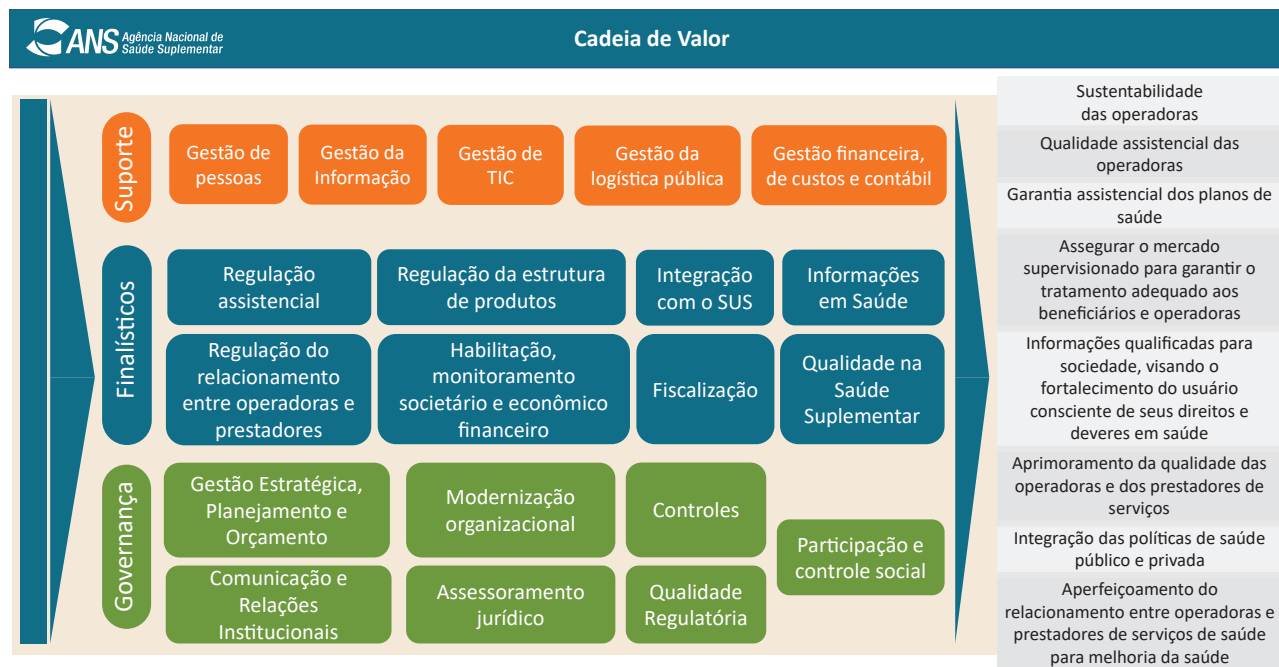 ANS Agência Nacional de
Saúde Suplementar
Cadeia de Valor
Suporte
Gestão de
pessoas
Gestão da
Informação
Gestão de
TIC
Gestão da
logística pública
Gestão financeira,
de custos e contábil
Finalísticos
Regulação
assistencial
Regulação da estrutura
de produtos
Integração
com o SUS
Informações
em Saúde
Regulação do
relacionamento
entre operadoras e
prestadores
Habilitação,
monitoramento
societário e econômico
financeiro
Fiscalização
Qualidade na
Saúde
Suplementar
Governança
Gestão Estratégica,
Planejamento e
Orçamento
Modernização
organizacional
Controles
Participação e
controle social
Comunicação e
Relações
Institucionais
Assessoramento
jurídico
Qualidade
Regulatória
Sustentabilidade
das operadoras
Qualidade assistencial das
operadoras
Garantia assistencial dos planos de
saúde
Assegurar o mercado
supervisionado para garantir o
tratamento adequado aos
beneficiários e operadoras
Informações qualificadas para
sociedade, visando o
fortalecimento do usuário
consciente de seus direitos e
deveres em saúde
Aprimoramento da qualidade das
operadoras e dos prestadores de
serviços
Integração das políticas de saúde
público e privada
Aperfeiçoamento do
relacionamento entre operadoras e
prestadores de serviços de saúde
para melhoria da saúde